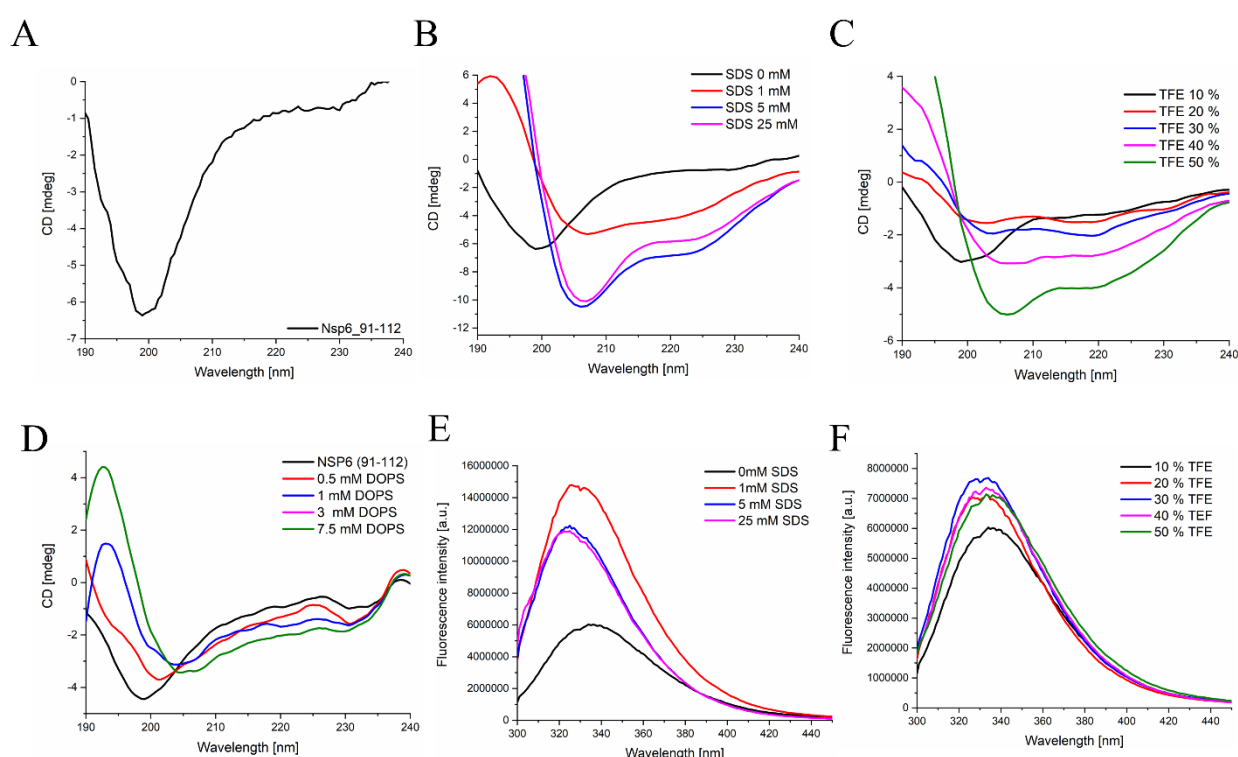 A
CD [mdeg]
0
-1
-2
-3
-4
-5
-6
-7
190 200 210 220 230 240
Wavelength [nm]
Nsp6_91-112
B
CD [mdeg]
6
4
2
0
-2
-4
-6
-8
-10
-12
190 200 210 220 230 240
Wavelength [nm]
SDS 0 mM
SDS 1 mM
SDS 5 mM
SDS 25 mM
C
CD [mdeg]
4
2
0
-2
-4
-6
190 200 210 220 230 240
Wavelength [nm]
TFE 10 %
TFE 20 %
TFE 30 %
TFE 40 %
TFE 50 %
D
CD [mdeg]
4
2
0
-2
-4
190 200 210 220 230 240
Wavelength [nm]
NSP6 (91-112)
0.5 mM DOPS
1 mM DOPS
3 mM DOPS
7.5 mM DOPS
E
Fluorescence intensity [a.u.]
16000000
14000000
12000000
10000000
8000000
6000000
4000000
2000000
0
300 320 340 360 380 400 420 440
Wavelength [nm]
0mM SDS
1mM SDS
5 mM SDS
25 mM SDS
F
Fluorescence intensity [a.u.]
8000000
7000000
6000000
5000000
4000000
3000000
2000000
1000000
0
300 320 340 360 380 400 420 440
Wavelength [nm]
10 % TFE
20 % TFE
30 % TFE
40 % TEF
50 % TFE